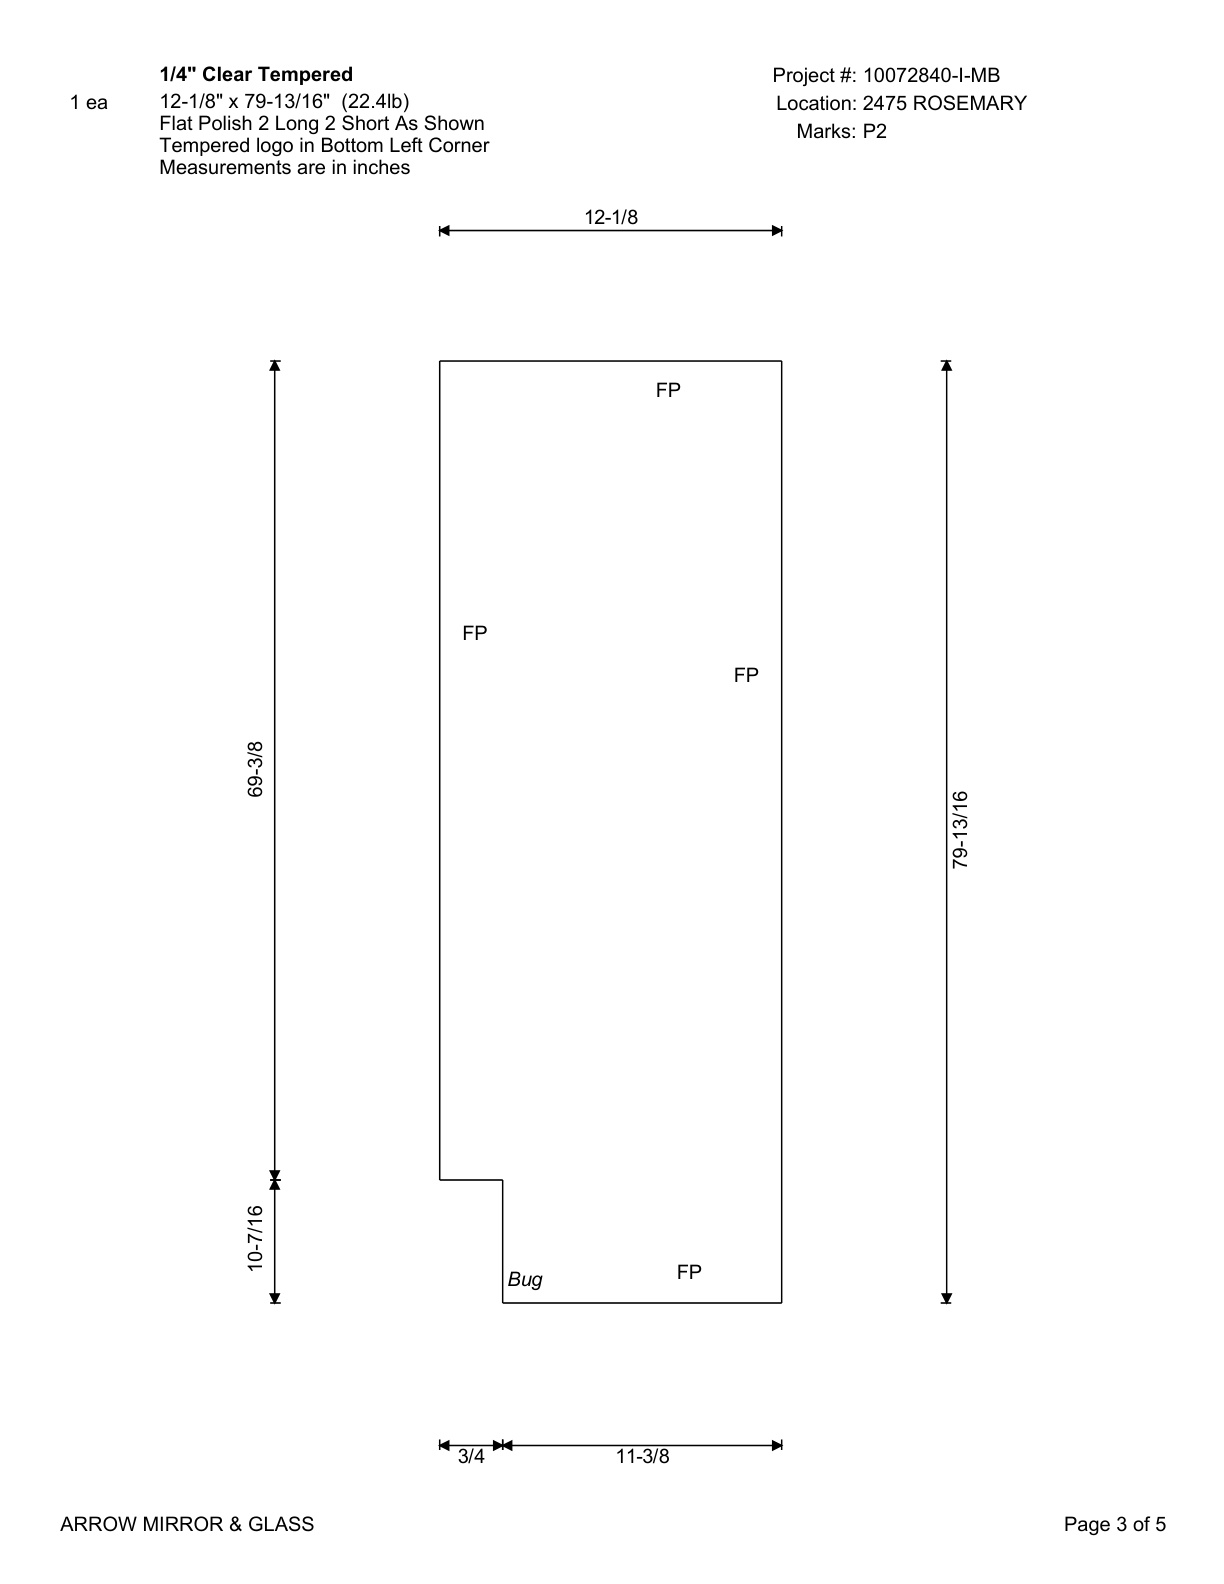 1/4" Clear Tempered
Project #: 10072840-I-MB
1 ea
12-1/8" x 79-13/16"  (22.4lb)
Location: 2475 ROSEMARY
Flat Polish 2 Long 2 Short As Shown
Marks: P2
Tempered logo in Bottom Left Corner
Measurements are in inches
12-1/8
FP
FP
FP
69-3/8
79-13/16
10-7/16
FP
Bug
3/4
11-3/8
ARROW MIRROR & GLASS
Page 3 of 5